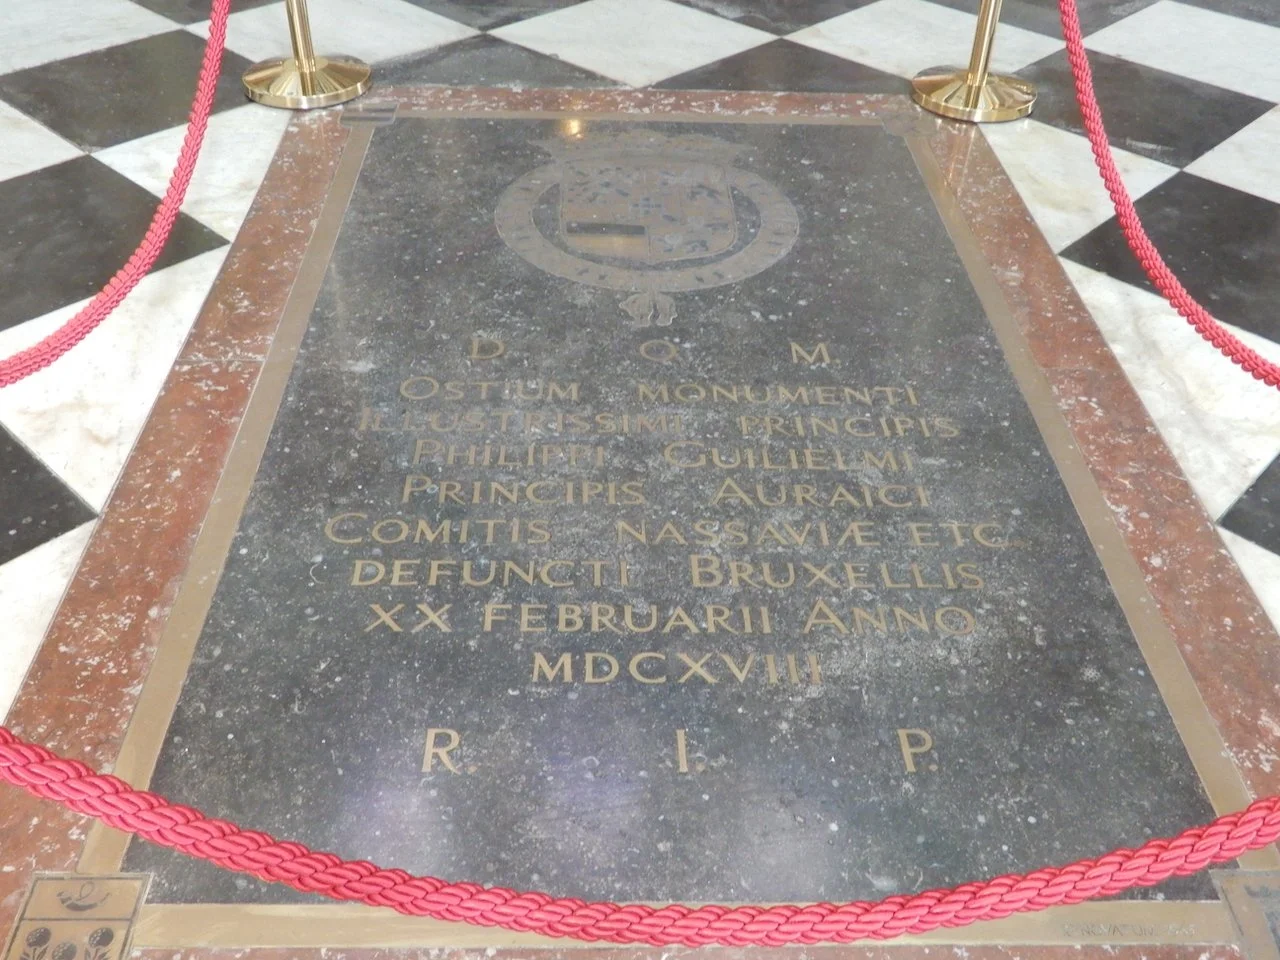 D. O. M.
OSTIUM MONUMENTI
ILLUSTRISSIMI PRINCIPIS
PHILIPPI GUILIELMI
PRINCIPIS AURAICI
COMITIS NASSAVIÆ ETC.
DEFUNCTI BRUXELLIS
XX FEBRUARII ANNO
MDCXVIII
R. I. P.